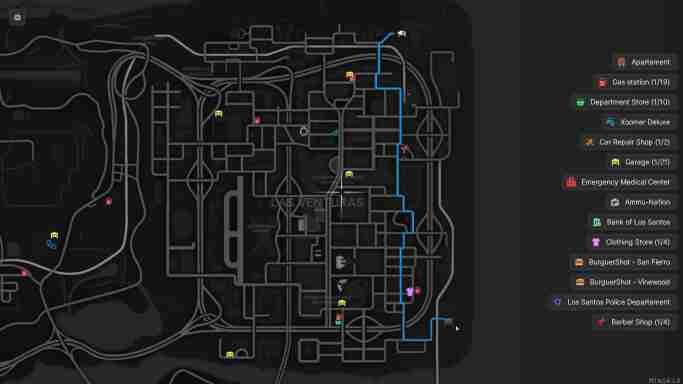 LAS VENTURAS
Apartament
Gas station (1/19)
Department Store (1/10)
Xoomer Deluxe
Car Repair Shop (1/2)
Garage (1/21)
Emergency Medical Center
Ammu-Nation
Bank of Los Santos
Clothing Store (1/4)
BurguerShot - San Fierro
BurguerShot - Vinewood
Los Santos Police Departement
Barber Shop (1/4)